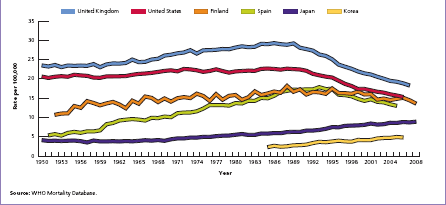 United Kingdom United States Finland Spain Japan Korea
Rate per 100,000
35
30
25
20
15
10
5
0
1950 1953 1956 1959 1962 1965 1968 1971 1974 1977 1980 1983 1986 1989 1992 1995 1998 2001 2004 2008
Year
Source: WHO Mortality Database.